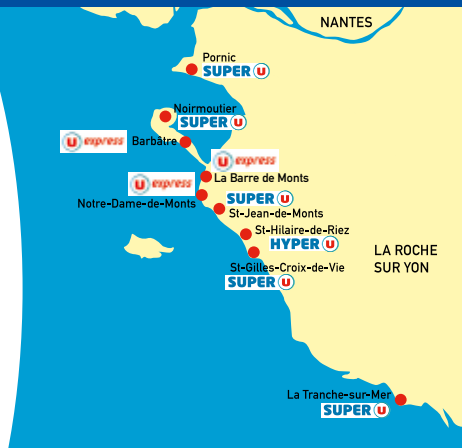 NANTES
Pornic
SUPER U
Noirmoutier
SUPER U
U express Barbâtre
U express
La Barre de Monts
U express
Notre-Dame-de-Monts
SUPER U
St-Jean-de-Monts
St-Hilaire-de-Riez
HYPER U
LA ROCHE
SUR YON
St-Gilles-Croix-de-Vie
SUPER U
La Tranche-sur-Mer
SUPER U